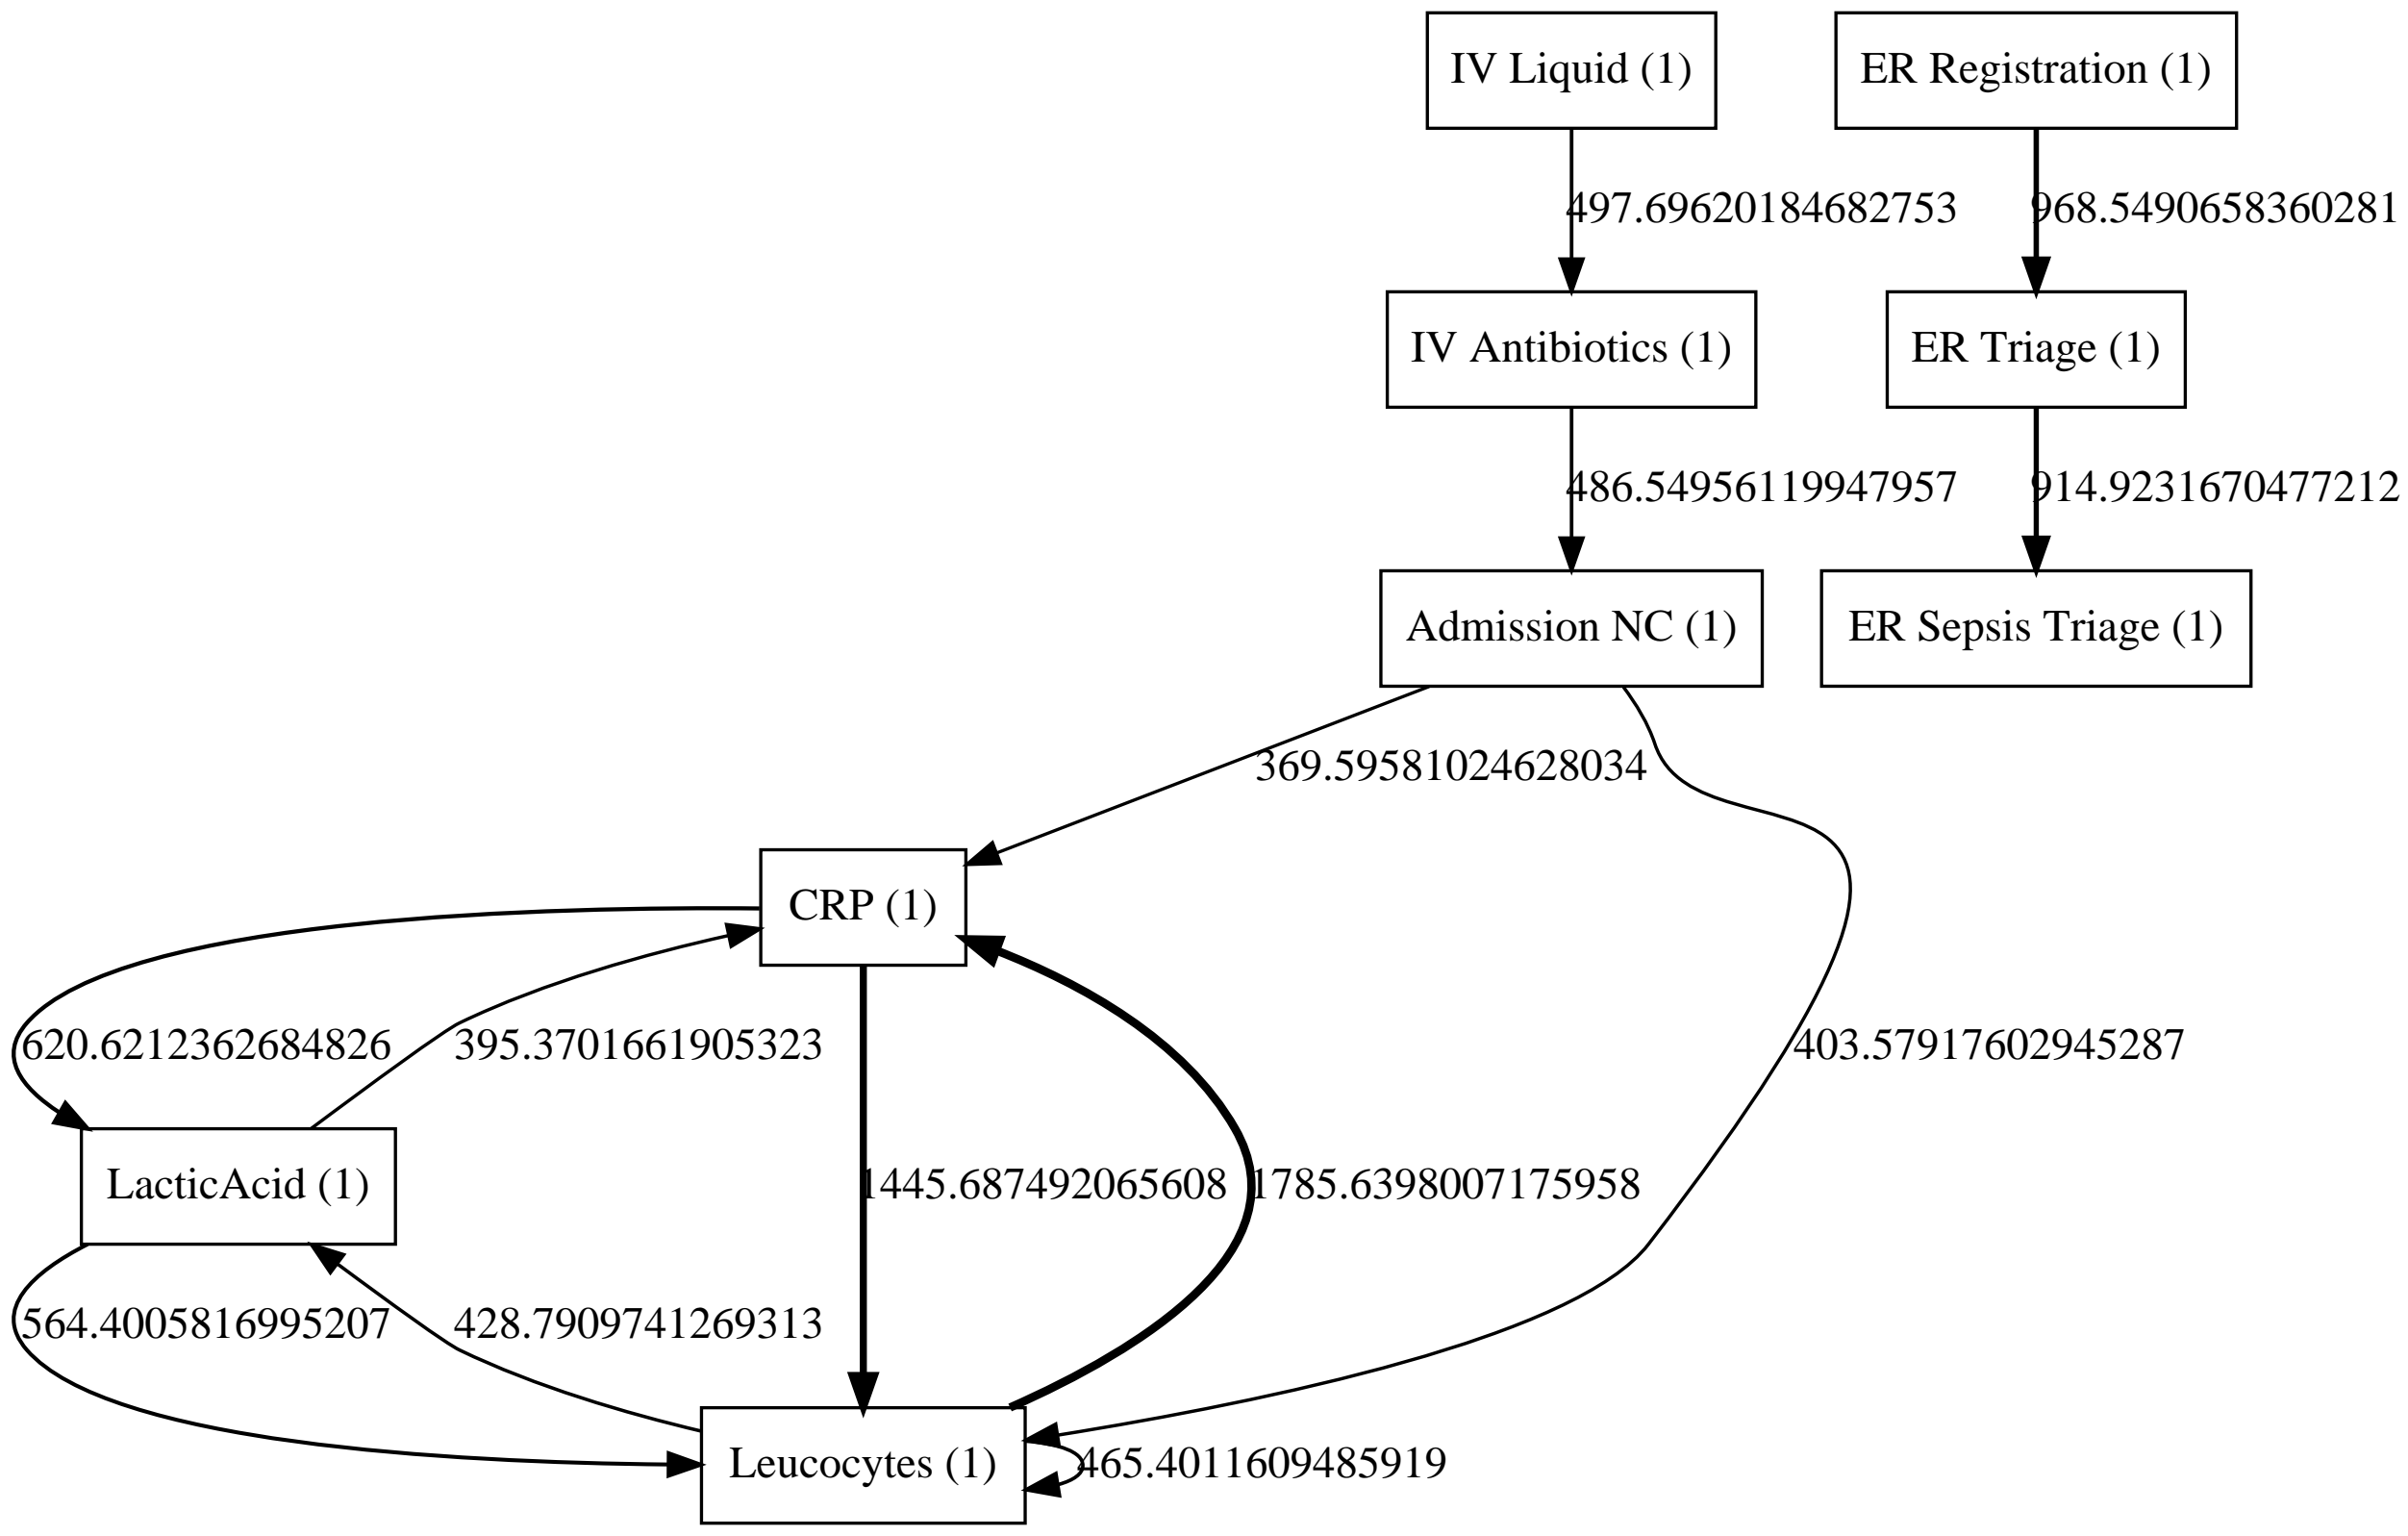 IV Liquid (1)
ER Registration (1)
497.69620184682753
968.5490658360281
IV Antibiotics (1)
ER Triage (1)
486.54956119947957
914.9231670477212
Admission NC (1)
ER Sepsis Triage (1)
369.59581024628034
CRP (1)
620.6212362684826
395.3701661905323
403.57917602945287
LacticAcid (1)
1445.687492065608
1785.6398007175958
564.4005816995207
428.7909741269313
Leucocytes (1)
465.4011609485919